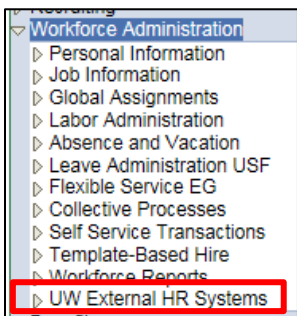 Recruiting
Workforce Administration
Personal Information
Job Information
Global Assignments
Labor Administration
Absence and Vacation
Leave Administration USF
Flexible Service EG
Collective Processes
Self Service Transactions
Template-Based Hire
Workforce Reports
UW External HR Systems